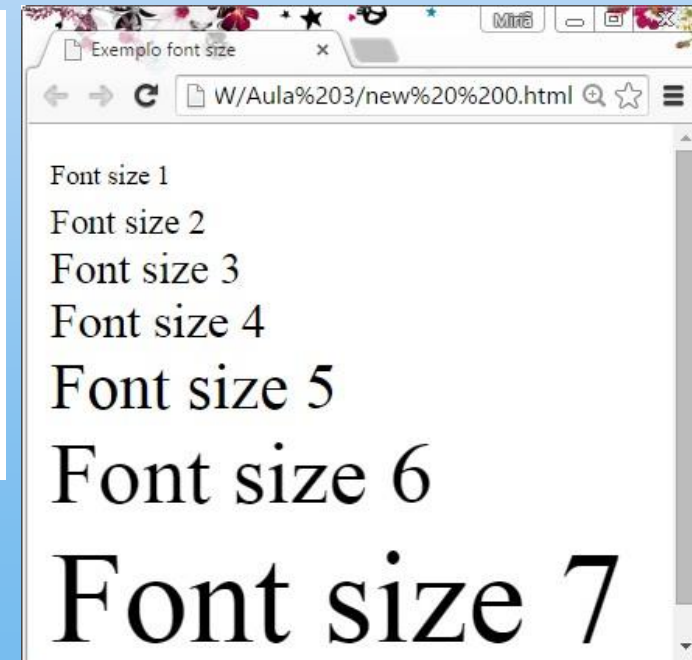 Mirlã
Exemplo font size
W/Aula%203/new%20%200.html
Font size 1
Font size 2
Font size 3
Font size 4
Font size 5
Font size 6
Font size 7